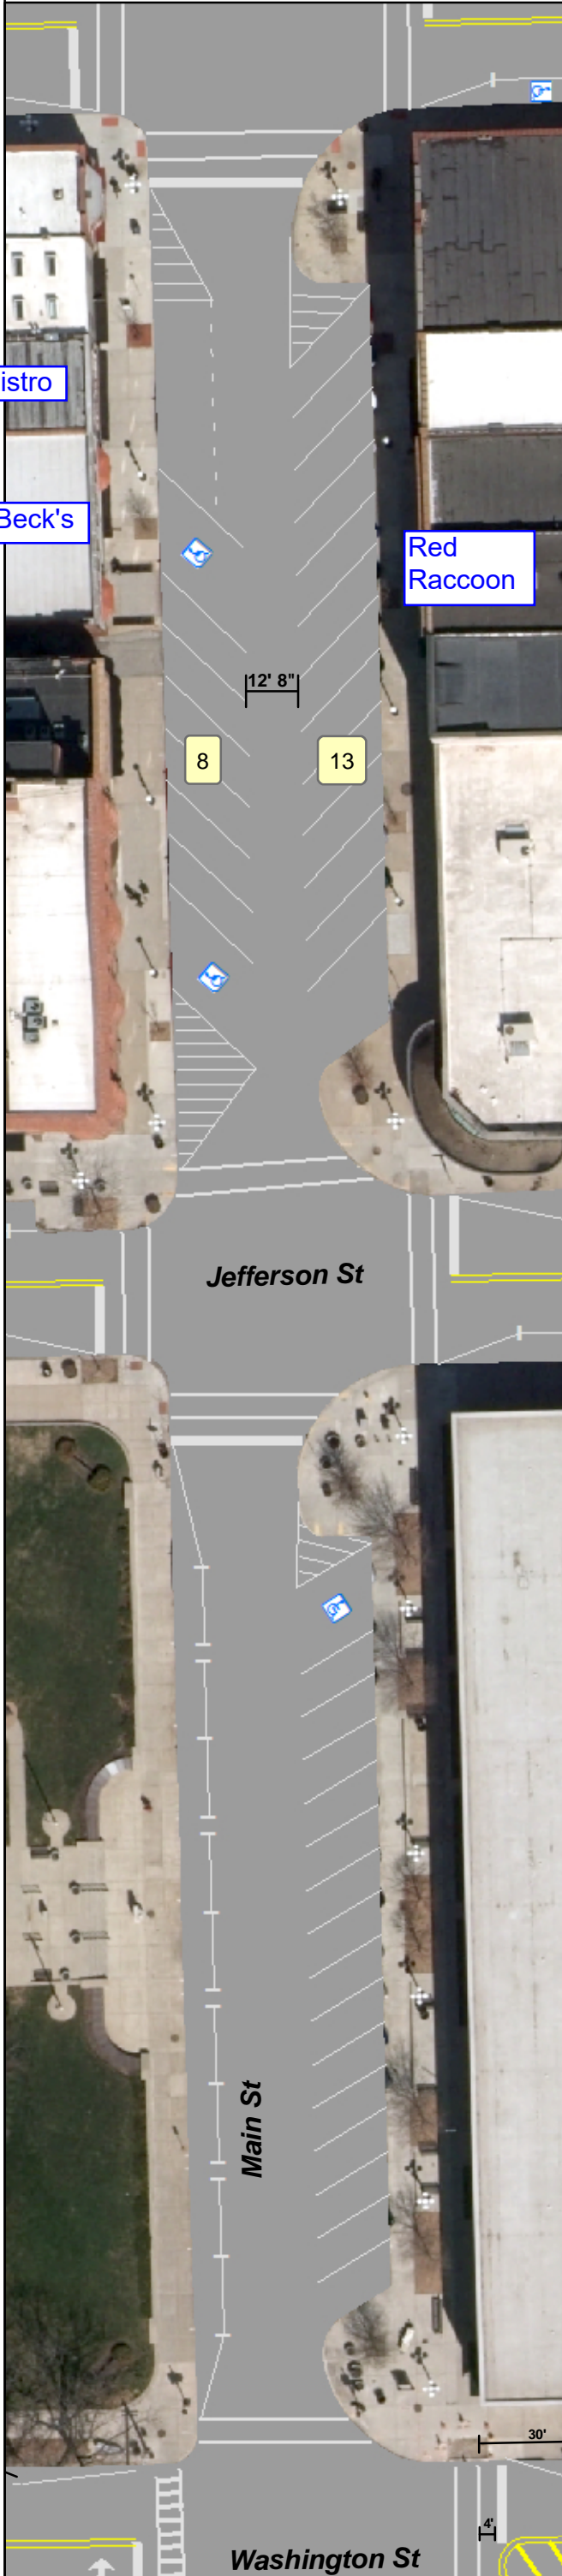 istro
Beck's
Red
Raccoon
12' 8"
8
13
Jefferson St
Main St
30'
4'
Washington St